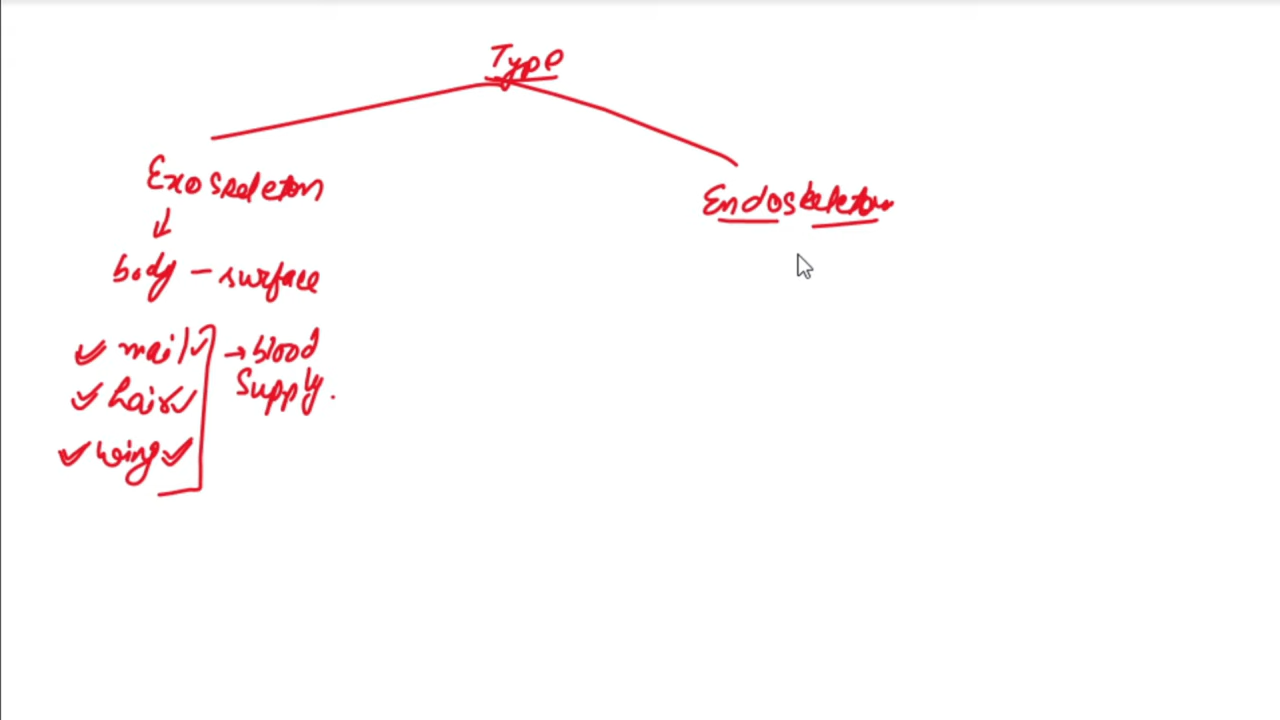 Type
Exoskeleton
Endoskeleton
↓
body - surface
✓ nail ✓
→ blood
supply.
✓ hair ✓
✓ wing ✓